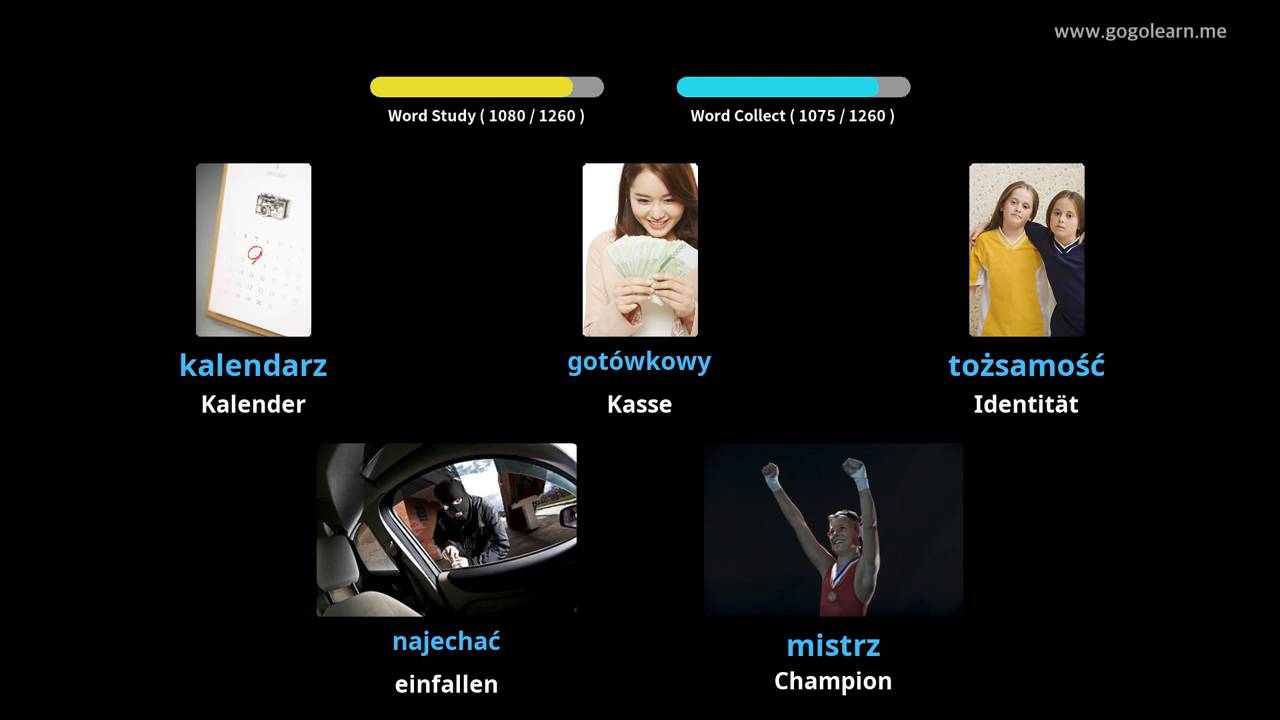 www.gogolearn.me
Word Study ( 1080 / 1260 )
Word Collect ( 1075 / 1260 )
kalendarz
Kalender
gotówkowy
Kasse
tożsamość
Identität
najechać
einfallen
mistrz
Champion